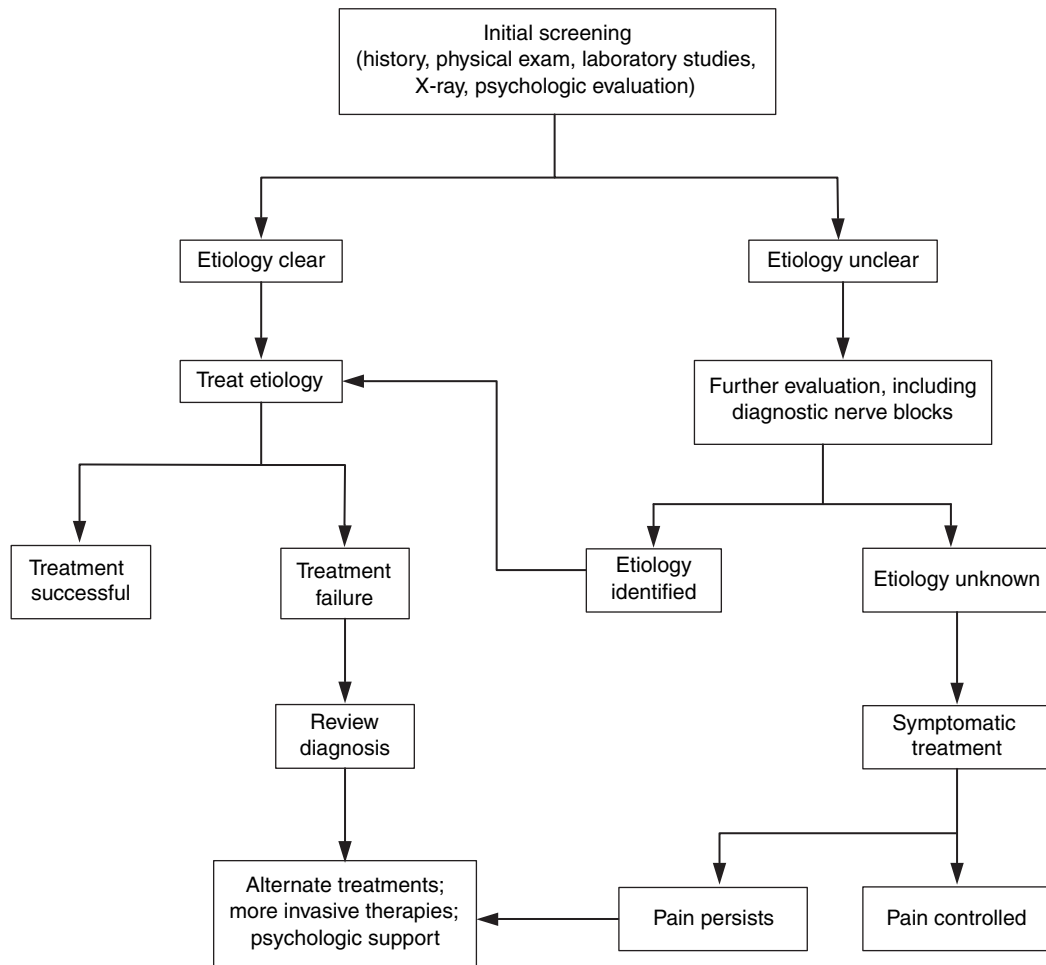 Initial screening
(history, physical exam, laboratory studies,
X-ray, psychologic evaluation)
Etiology clear
Etiology unclear
Treat etiology
Further evaluation, including
diagnostic nerve blocks
Treatment
successful
Treatment
failure
Etiology
identified
Etiology unknown
Review
diagnosis
Symptomatic
treatment
Alternate treatments;
more invasive therapies;
psychologic support
Pain persists
Pain controlled